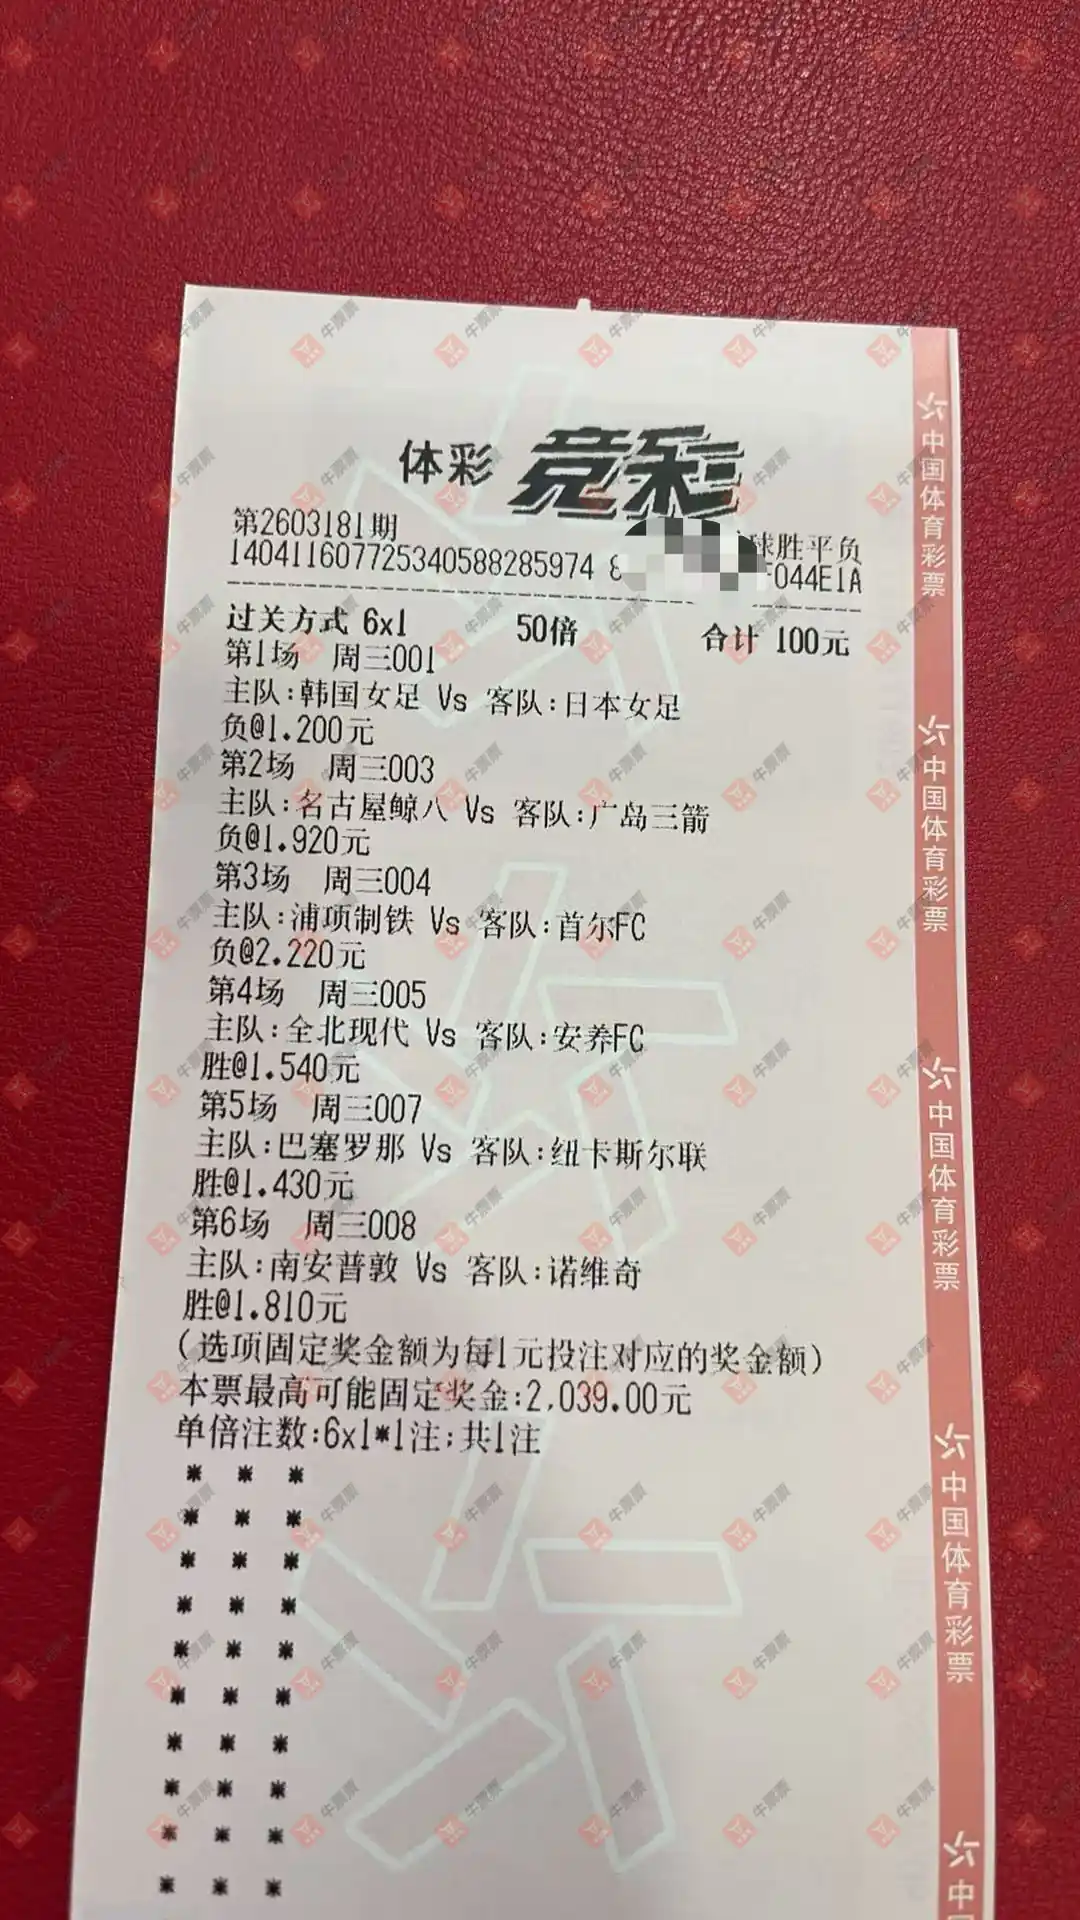 体彩 竞彩
第2603181期 球胜平负
140411607725340588285974 8 F044E1A
过关方式 6x1 50倍 合计 100元
第1场 周三001
主队:韩国女足 Vs 客队:日本女足
负@1.200元
第2场 周三003
主队:名古屋鲸八 Vs 客队:广岛三箭
负@1.920元
第3场 周三004
主队:浦项制铁 Vs 客队:首尔FC
负@2.220元
第4场 周三005
主队:全北现代 Vs 客队:安养FC
胜@1.540元
第5场 周三007
主队:巴塞罗那 Vs 客队:纽卡斯尔联
胜@1.430元
第6场 周三008
主队:南安普敦 Vs 客队:诺维奇
胜@1.810元
(选项固定奖金额为每1元投注对应的奖金额)
本票最高可能固定奖金:2,039.00元
单倍注数:6x1*1注;共1注
* * *
* * *
* * *
* * *
* * *
* * *
* * *
* * *
* * *
* * *
中国体育彩票
中国体育彩票
中国体育彩票
中国体育彩票
中
牛票票